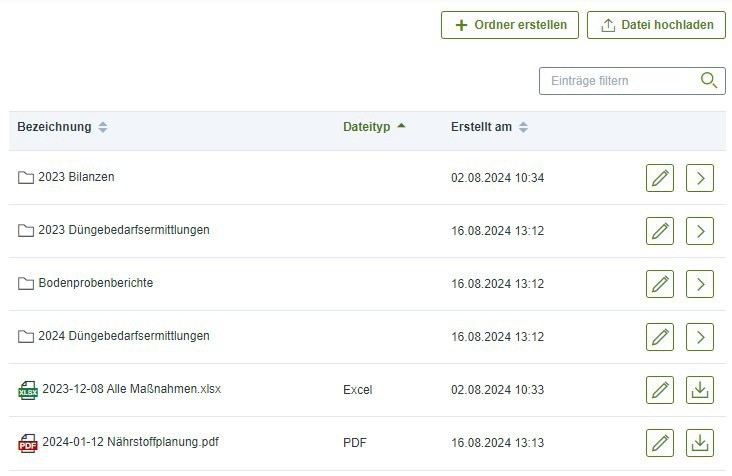 Ordner erstellen Datei hochladen
Einträge filtern
Bezeichnung Dateityp Erstellt am
2023 Bilanzen 02.08.2024 10:34
2023 Düngebedarfsermittlungen 16.08.2024 13:12
Bodenprobenberichte 16.08.2024 13:12
2024 Düngebedarfsermittlungen 16.08.2024 13:12
XLSX 2023-12-08 Alle Maßnahmen.xlsx Excel 02.08.2024 10:33
PDF 2024-01-12 Nährstoffplanung.pdf PDF 16.08.2024 13:13